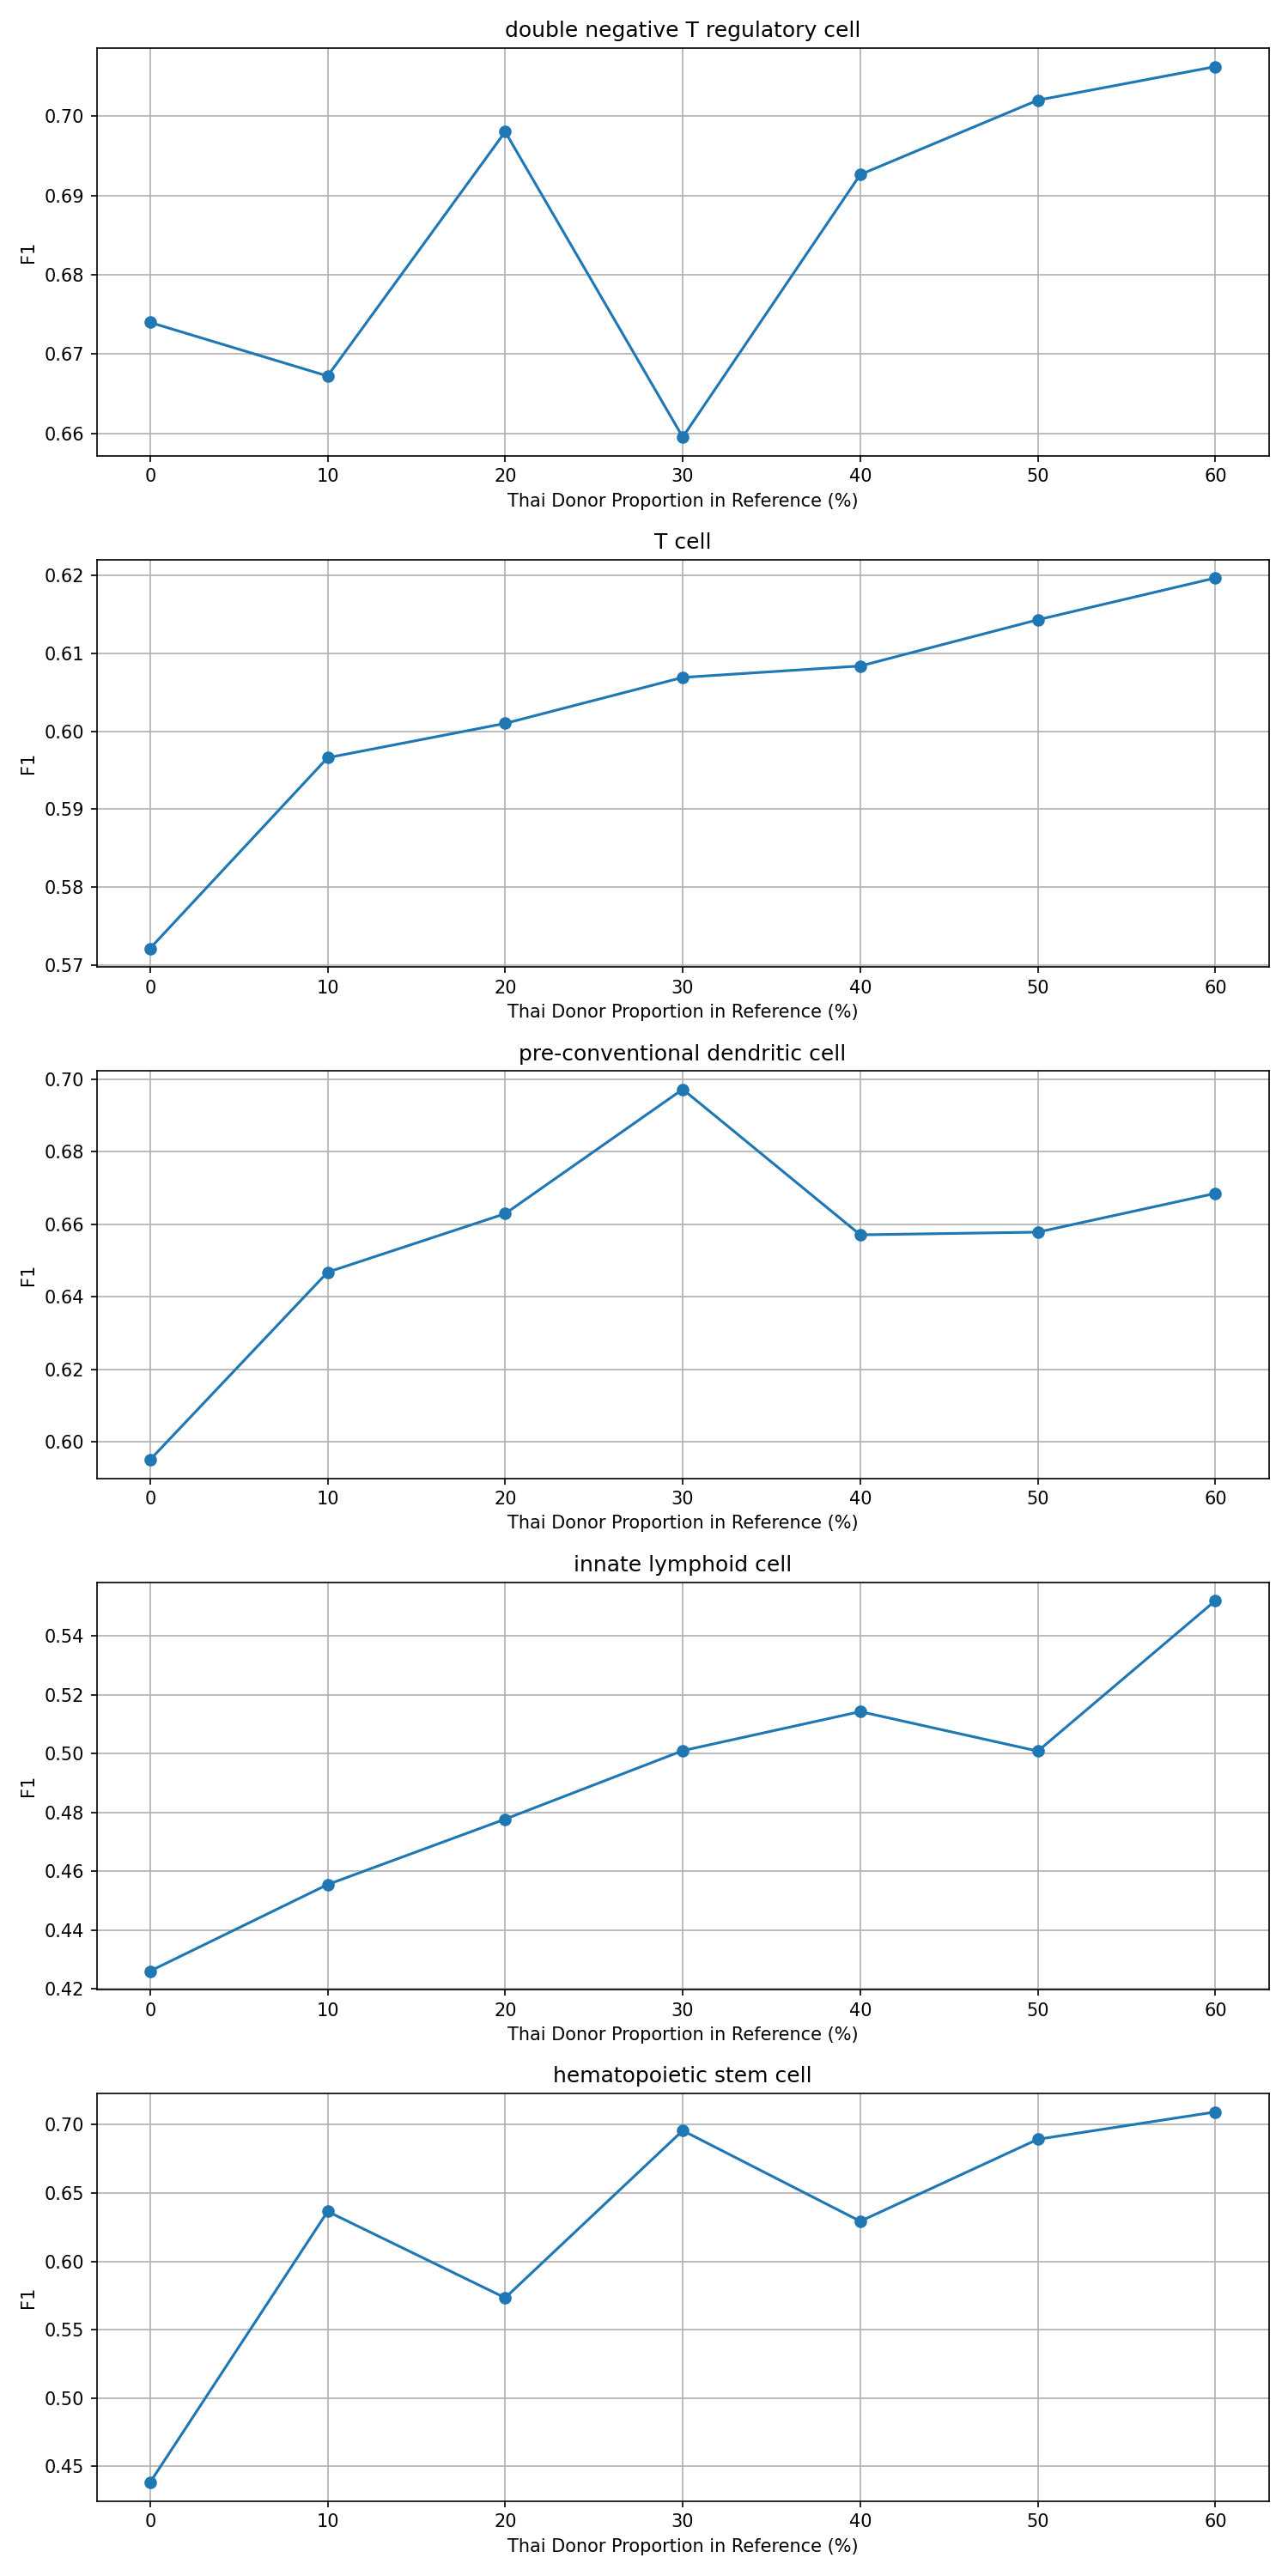 double negative T regulatory cell
0.70
0.69
0.68
0.67
0.66
F1
0 10 20 30 40 50 60
Thai Donor Proportion in Reference (%)
T cell
0.62
0.61
0.60
0.59
0.58
0.57
F1
0 10 20 30 40 50 60
Thai Donor Proportion in Reference (%)
pre-conventional dendritic cell
0.70
0.68
0.66
0.64
0.62
0.60
F1
0 10 20 30 40 50 60
Thai Donor Proportion in Reference (%)
innate lymphoid cell
0.54
0.52
0.50
0.48
0.46
0.44
0.42
F1
0 10 20 30 40 50 60
Thai Donor Proportion in Reference (%)
hematopoietic stem cell
0.70
0.65
0.60
0.55
0.50
0.45
F1
0 10 20 30 40 50 60
Thai Donor Proportion in Reference (%)